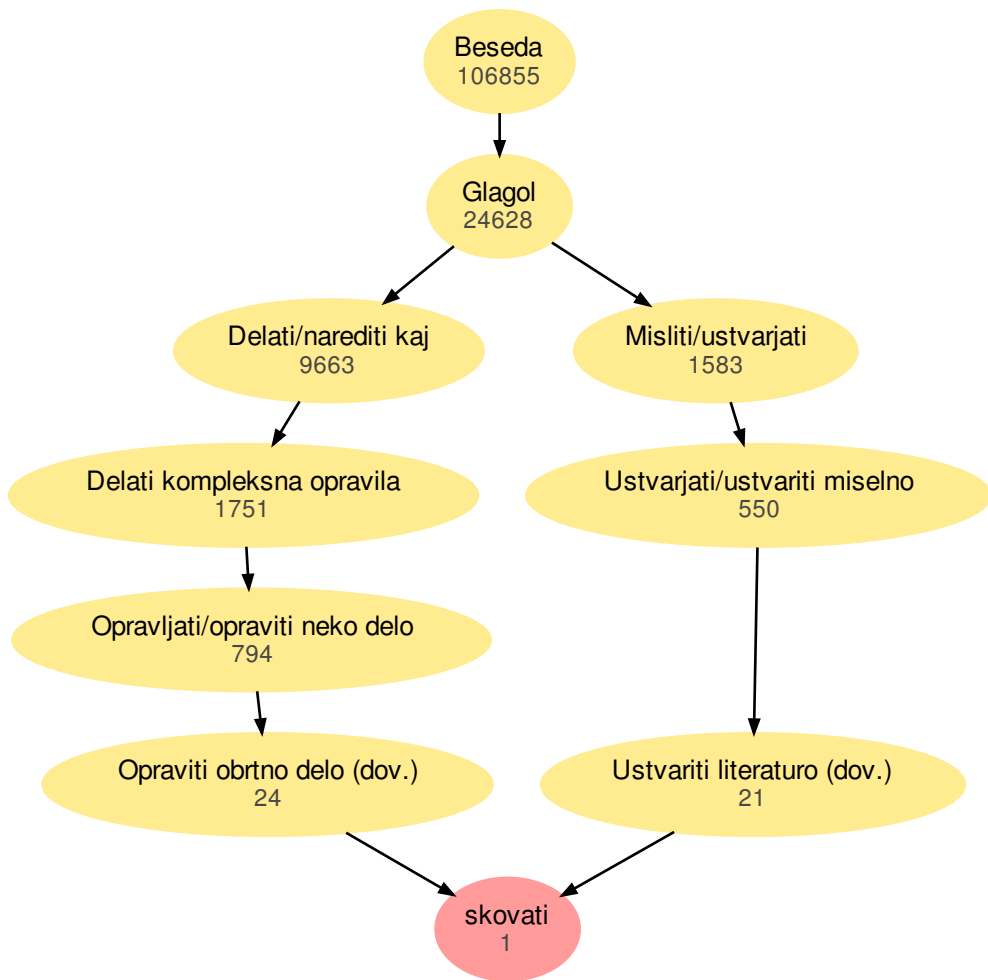 Beseda
106855
Glagol
24628
Delati/narediti kaj
9663
Misliti/ustvarjati
1583
Delati kompleksna opravila
1751
Ustvarjati/ustvariti miselno
550
Opravljati/opraviti neko delo
794
Opraviti obrtno delo (dov.)
24
Ustvariti literaturo (dov.)
21
skovati
1